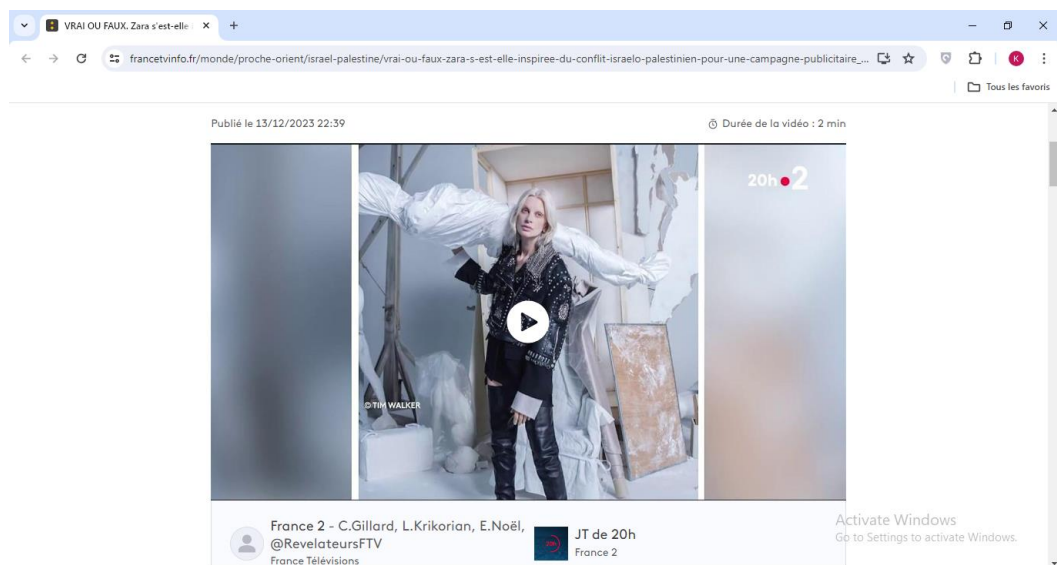 VRAI OU FAUX. Zara s'est-elle
francetvinfo.fr/monde/proche-orient/israel-palestine/vrai-ou-faux-zara-s-est-elle-inspiree-du-conflit-israelo-palestinien-pour-une-campagne-publicitaire_...
K
Tous les favoris
Publié le 13/12/2023 22:39
Durée de la vidéo : 2 min
20h 2
© TIM WALKER
France 2 - C.Gillard, L.Krikorian, E.Noël,
@RevelateursFTV
France Télévisions
JT de 20h
France 2
Activate Windows
Go to Settings to activate Windows.